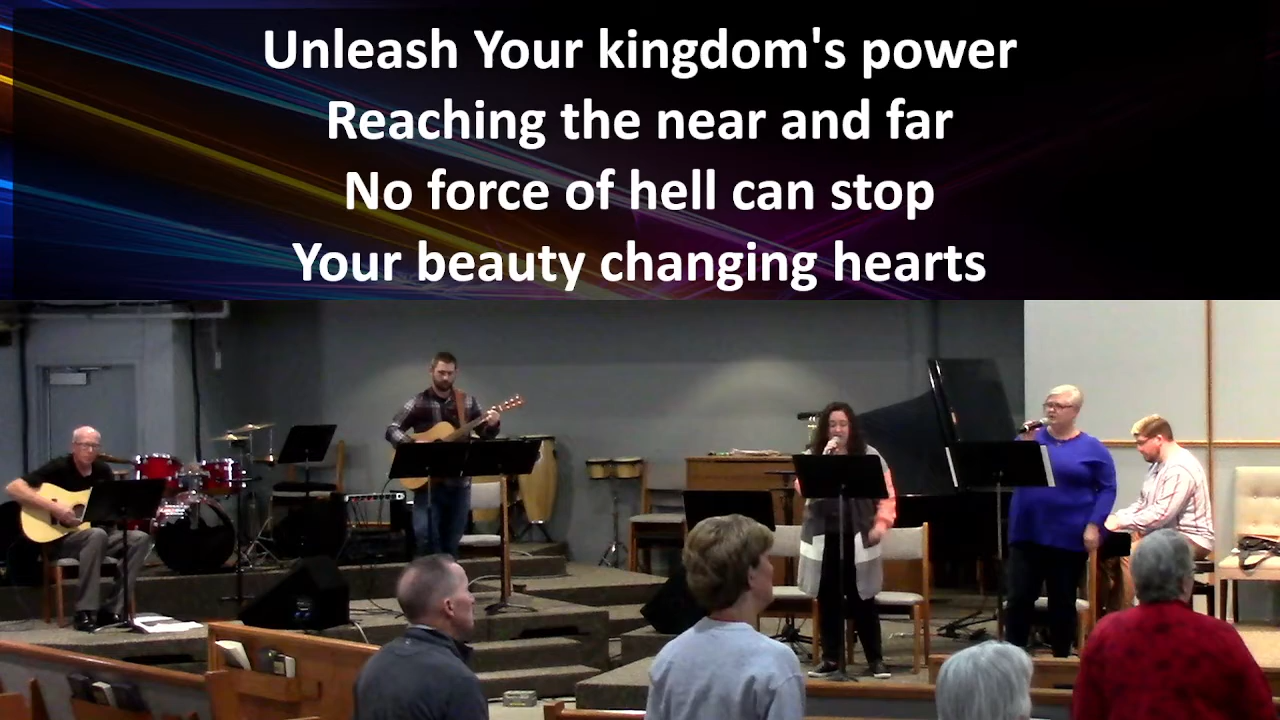 Unleash Your kingdom's power
Reaching the near and far
No force of hell can stop
Your beauty changing hearts